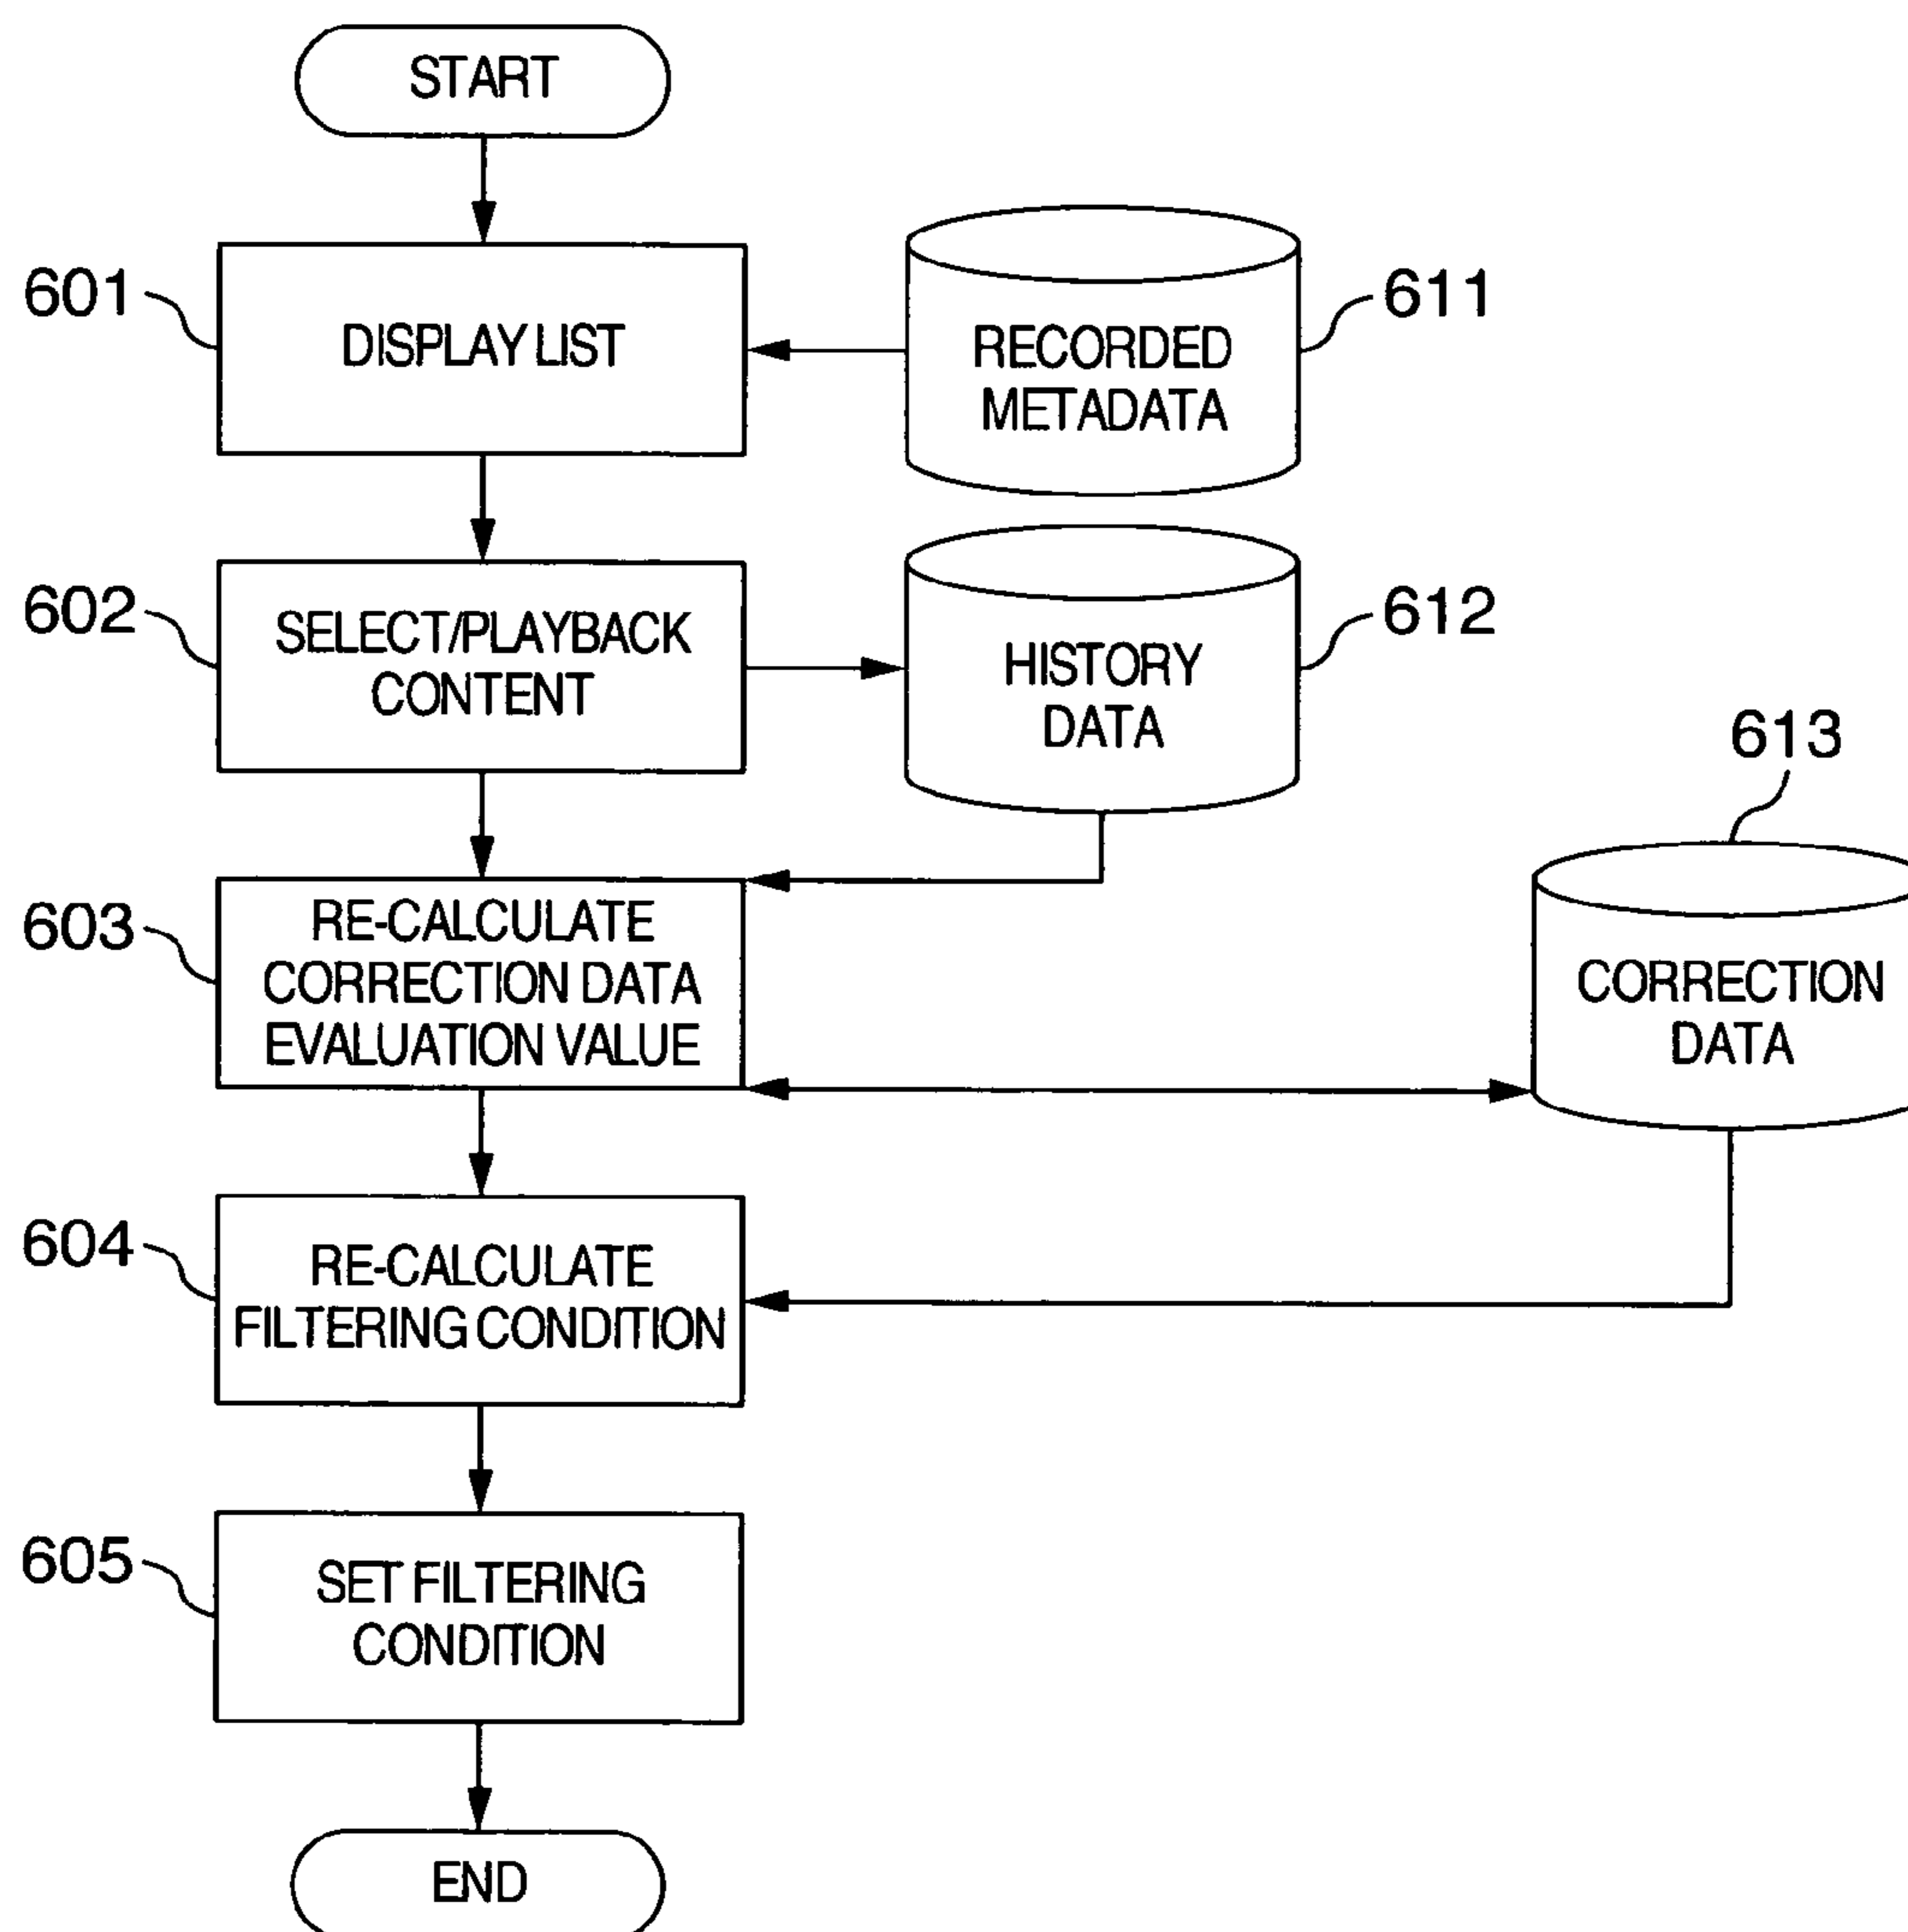 START
601
DISPLAY LIST
RECORDED
METADATA
611
602
SELECT/PLAYBACK
CONTENT
HISTORY
DATA
612
613
603
RE-CALCULATE
CORRECTION DATA
EVALUATION VALUE
CORRECTION
DATA
604
RE-CALCULATE
FILTERING CONDITION
605
SET FILTERING
CONDITION
END